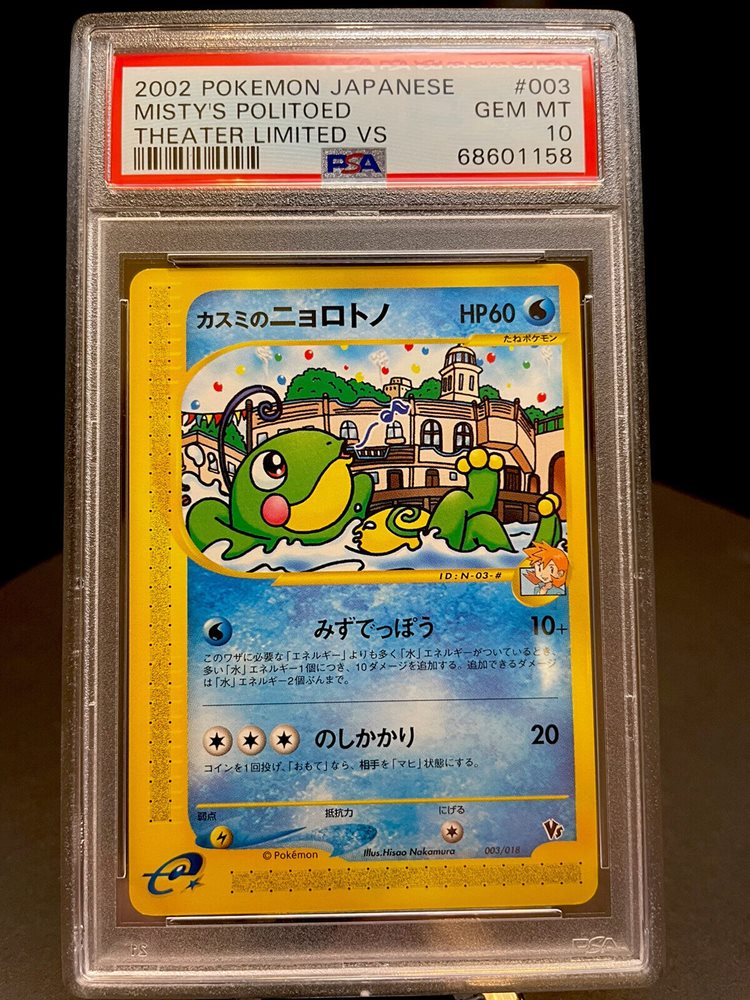 2002 POKEMON JAPANESE #003
MISTY'S POLITOED GEM MT
THEATER LIMITED VS 10
PSA 68601158
カスミのニョロトノ HP60
たねポケモン
ID:N-03-#
みずでっぽう 10+
このワザに必要な「エネルギー」よりも多く「水」エネルギーがついているとき、
多い「水」エネルギー1個につき、10ダメージを追加する。追加できるダメージ
は「水」エネルギー2個ぶんまで。
のしかかり 20
コインを1回投げ、「おもて」なら、相手を「マヒ」状態にする。
弱点 抵抗力 にげる
©Pokémon Illus.Hisao Nakamura 003/018 VS
e
PSA